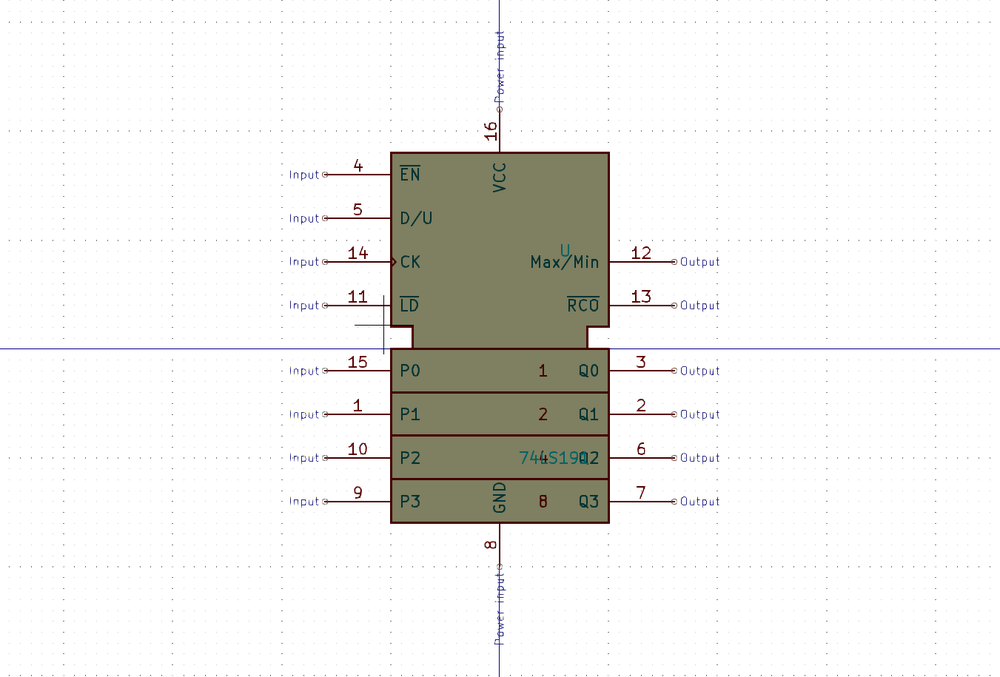 Power input
16
VCC
Input 4 EN
Input 5 D/U
U
Input 14 CK Max/Min 12 Output
Input 11 LD RCO 13 Output
Input 15 P0 1 Q0 3 Output
Input 1 P1 2 Q1 2 Output
Input 10 P2 4 Q2 6 Output
Input 9 P3 8 Q3 7 Output
GND
8
Power input